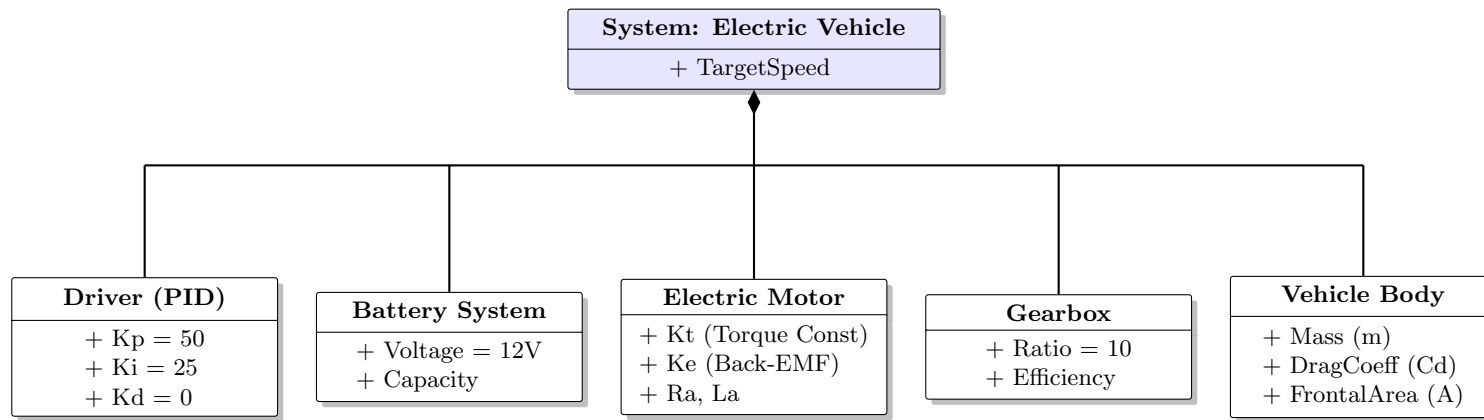 System: Electric Vehicle
+ TargetSpeed
Driver (PID)
+ Kp = 50
+ Ki = 25
+ Kd = 0
Battery System
+ Voltage = 12V
+ Capacity
Electric Motor
+ Kt (Torque Const)
+ Ke (Back-EMF)
+ Ra, La
Gearbox
+ Ratio = 10
+ Efficiency
Vehicle Body
+ Mass (m)
+ DragCoeff (Cd)
+ FrontalArea (A)